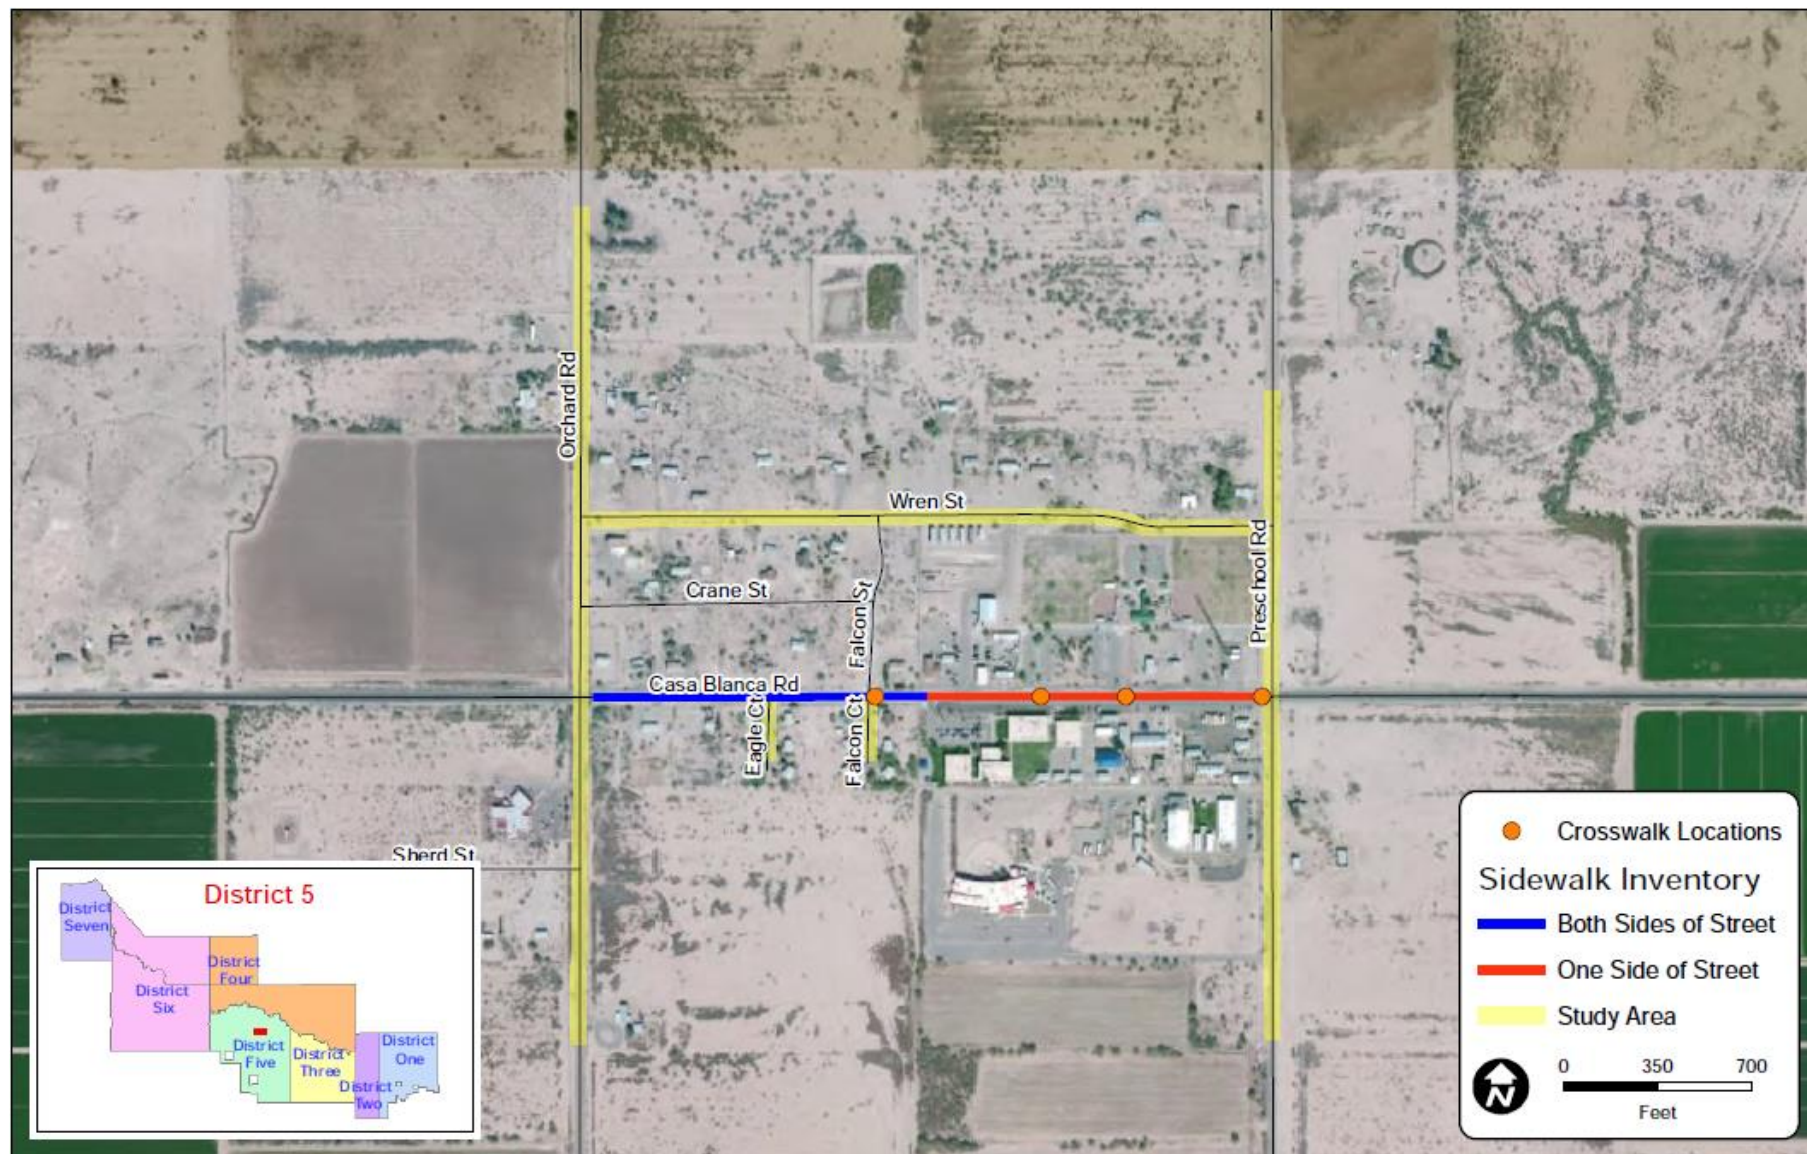 Orchard Rd
Wren St
Crane St
Falcon St
Preschool Rd
Casa Blanca Rd
Eagle Ct
Falcon Ct
Sherd St
District 5
District
Seven
District
Four
District
Six
District
Five
District
Three
District
One
District
Two
Crosswalk Locations
Sidewalk Inventory
Both Sides of Street
One Side of Street
Study Area
N
0 350 700
Feet